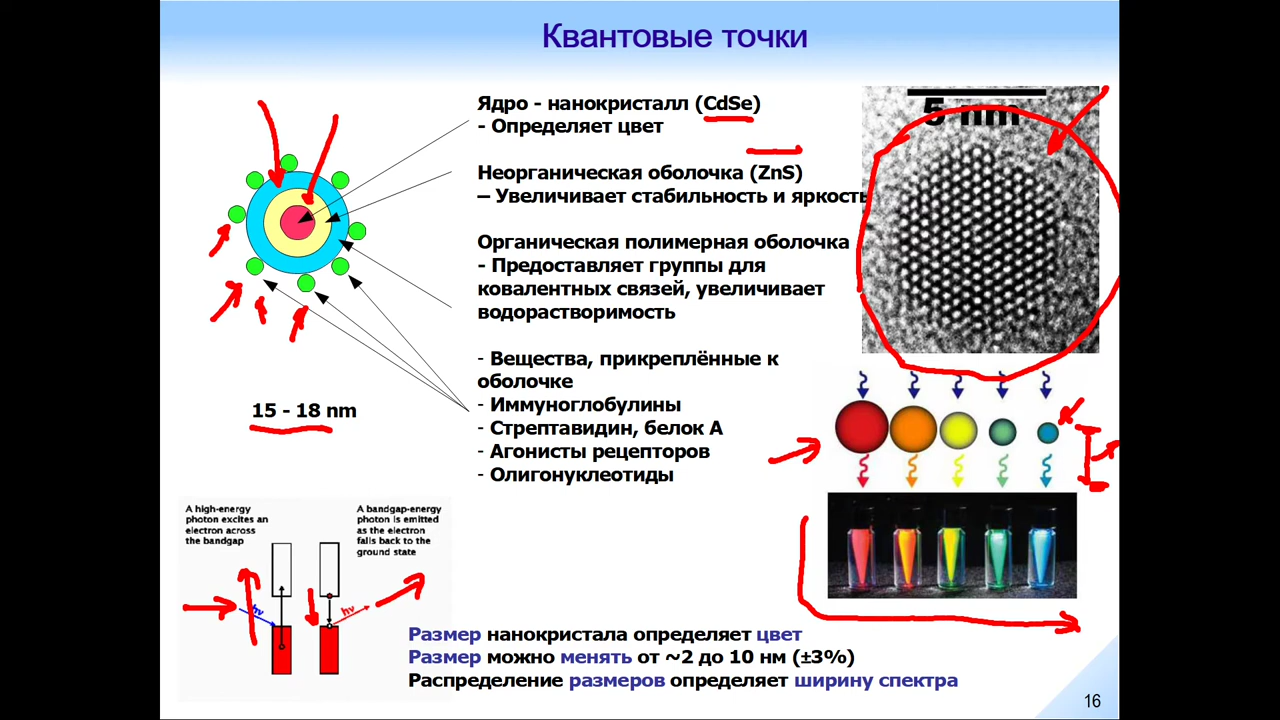 Квантовые точки
Ядро - нанокристалл (CdSe)
- Определяет цвет
Неорганическая оболочка (ZnS)
– Увеличивает стабильность и яркость
Органическая полимерная оболочка
- Предоставляет группы для
ковалентных связей, увеличивает
водорастворимость
- Вещества, прикреплённые к
оболочке
- Иммуноглобулины
- Стрептавидин, белок А
- Агонисты рецепторов
- Олигонуклеотиды
15 - 18 nm
5 nm
A high-energy
photon excites an
electron across
the bandgap
A bandgap-energy
photon is emitted
as the electron
falls back to the
ground state
hν
hν
Размер нанокристала определяет цвет
Размер можно менять от ~2 до 10 нм (±3%)
Распределение размеров определяет ширину спектра
16